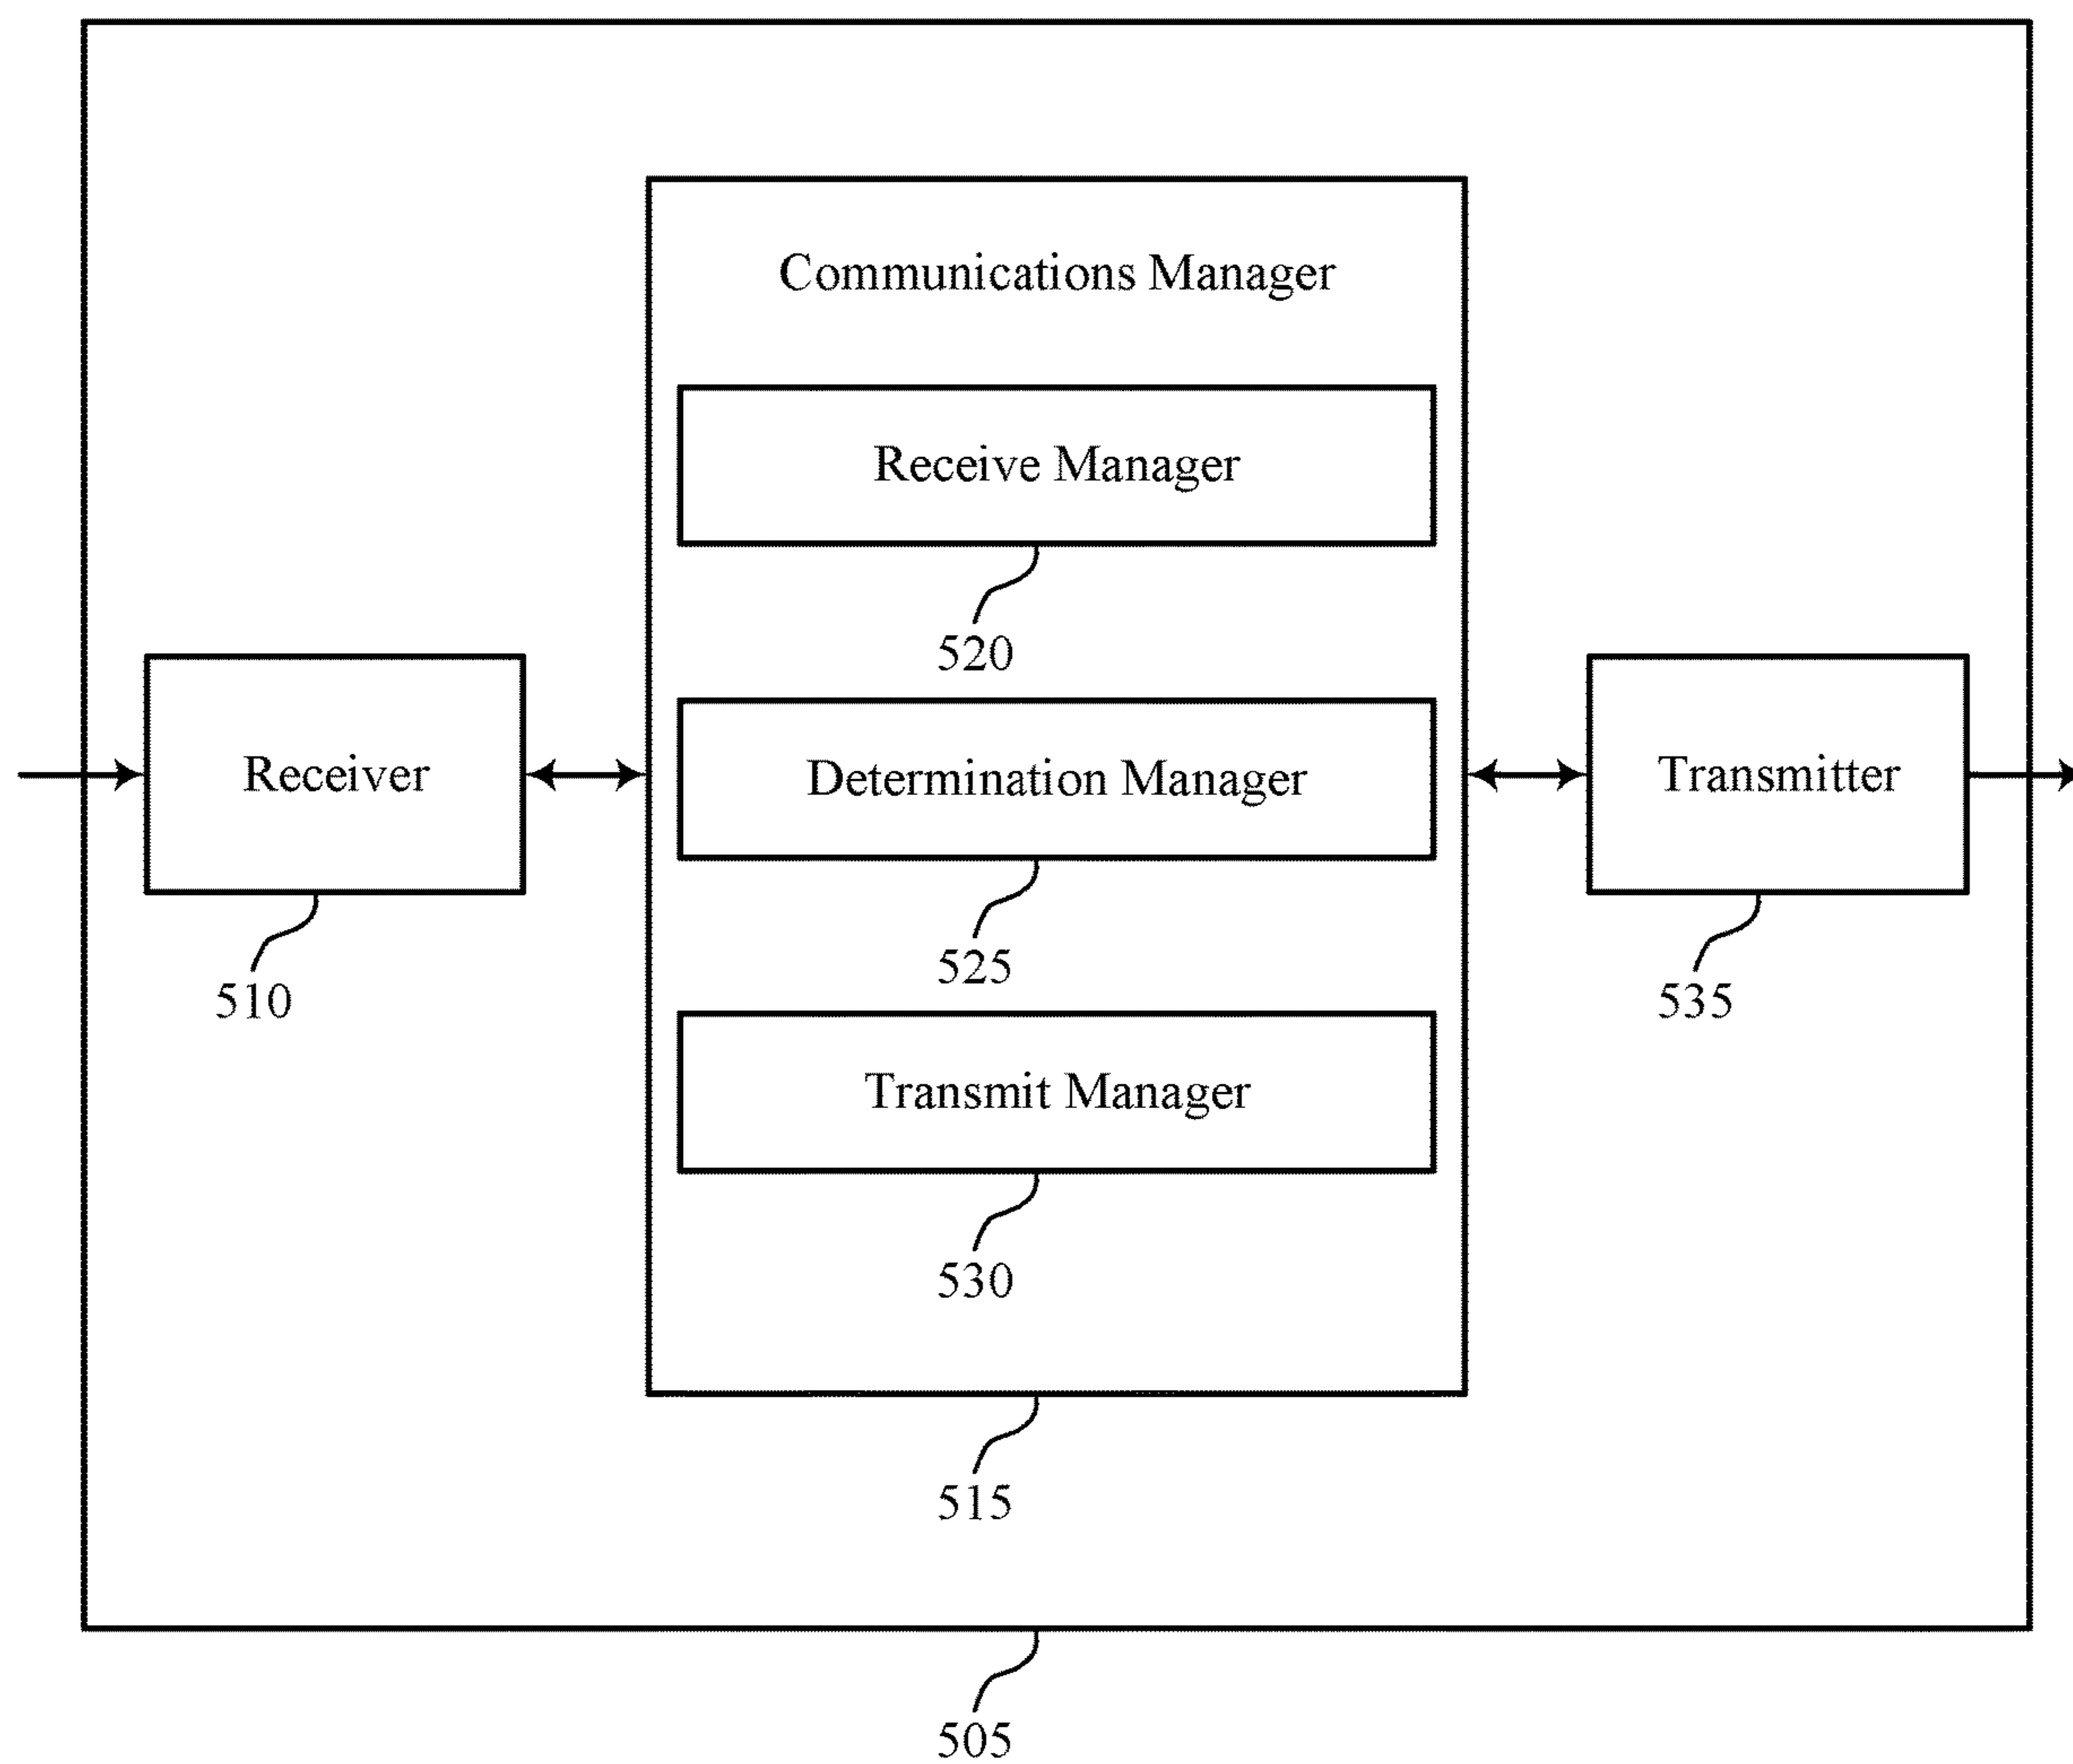 Communications Manager
Receive Manager
520
Receiver
Determination Manager
Transmitter
525
510
535
Transmit Manager
530
515
505